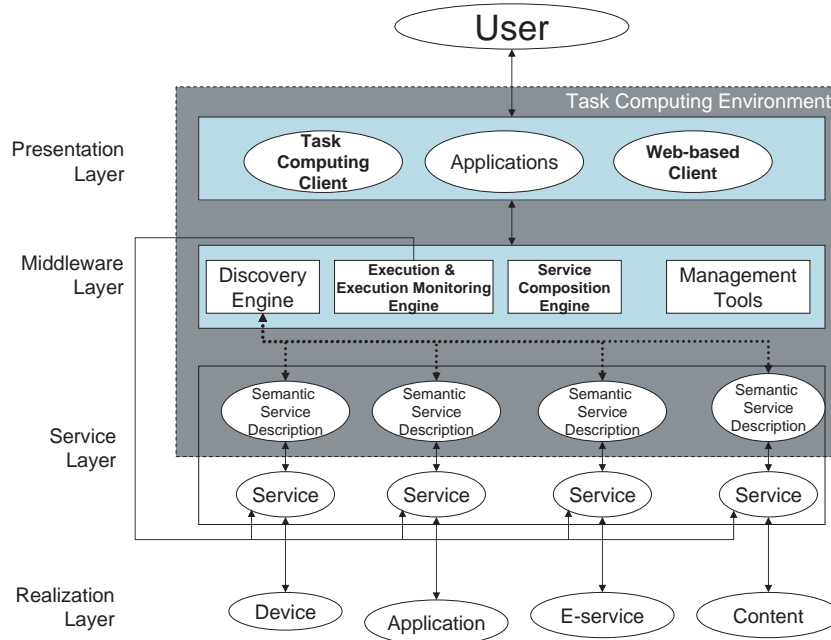 User
Task Computing Environment
Presentation
Layer
Task
Computing
Client
Applications
Web-based
Client
Middleware
Layer
Discovery
Engine
Execution &
Execution Monitoring
Engine
Service
Composition
Engine
Management
Tools
Service
Layer
Semantic
Service
Description
Semantic
Service
Description
Semantic
Service
Description
Semantic
Service
Description
Service
Service
Service
Service
Realization
Layer
Device
Application
E-service
Content